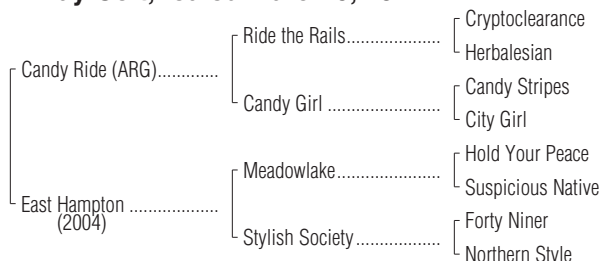 Cryptoclearance
Ride the Rails
Herbalesian
Candy Ride (ARG)
Candy Stripes
Candy Girl
City Girl
Hold Your Peace
Meadowlake
Suspicious Native
East Hampton
(2004)
Forty Niner
Stylish Society
Northern Style